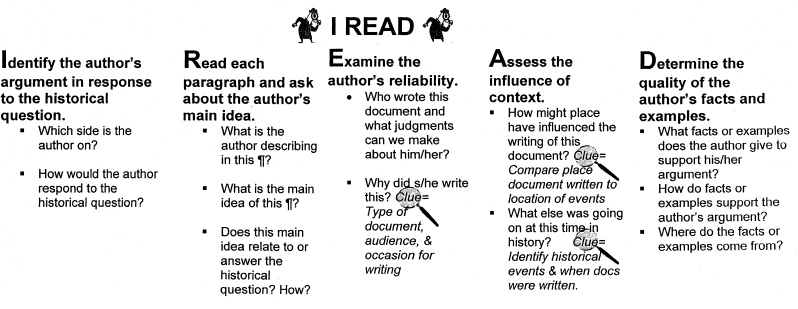 I READ
Identify the author's
argument in response
to the historical
question.
▪ Which side is the
author on?
▪ How would the author
respond to the
historical question?
Read each
paragraph and ask
about the author's
main idea.
▪ What is the
author describing
in this ¶?
▪ What is the main
idea of this ¶?
▪ Does this main
idea relate to or
answer the
historical
question? How?
Examine the
author's reliability.
• Who wrote this
document and
what judgments
can we make
about him/her?
▪ Why did s/he write
this? Clue=
Type of
document,
audience, &
occasion for
writing
Assess the
influence of
context.
▪ How might place
have influenced the
writing of this
document? Clue=
Compare place
document written to
location of events
▪ What else was going
on at this time in
history? Clue=
Identify historical
events & when docs
were written.
Determine the
quality of the
author's facts and
examples.
▪ What facts or examples
does the author give to
support his/her
argument?
▪ How do facts or
examples support the
author's argument?
▪ Where do the facts or
examples come from?